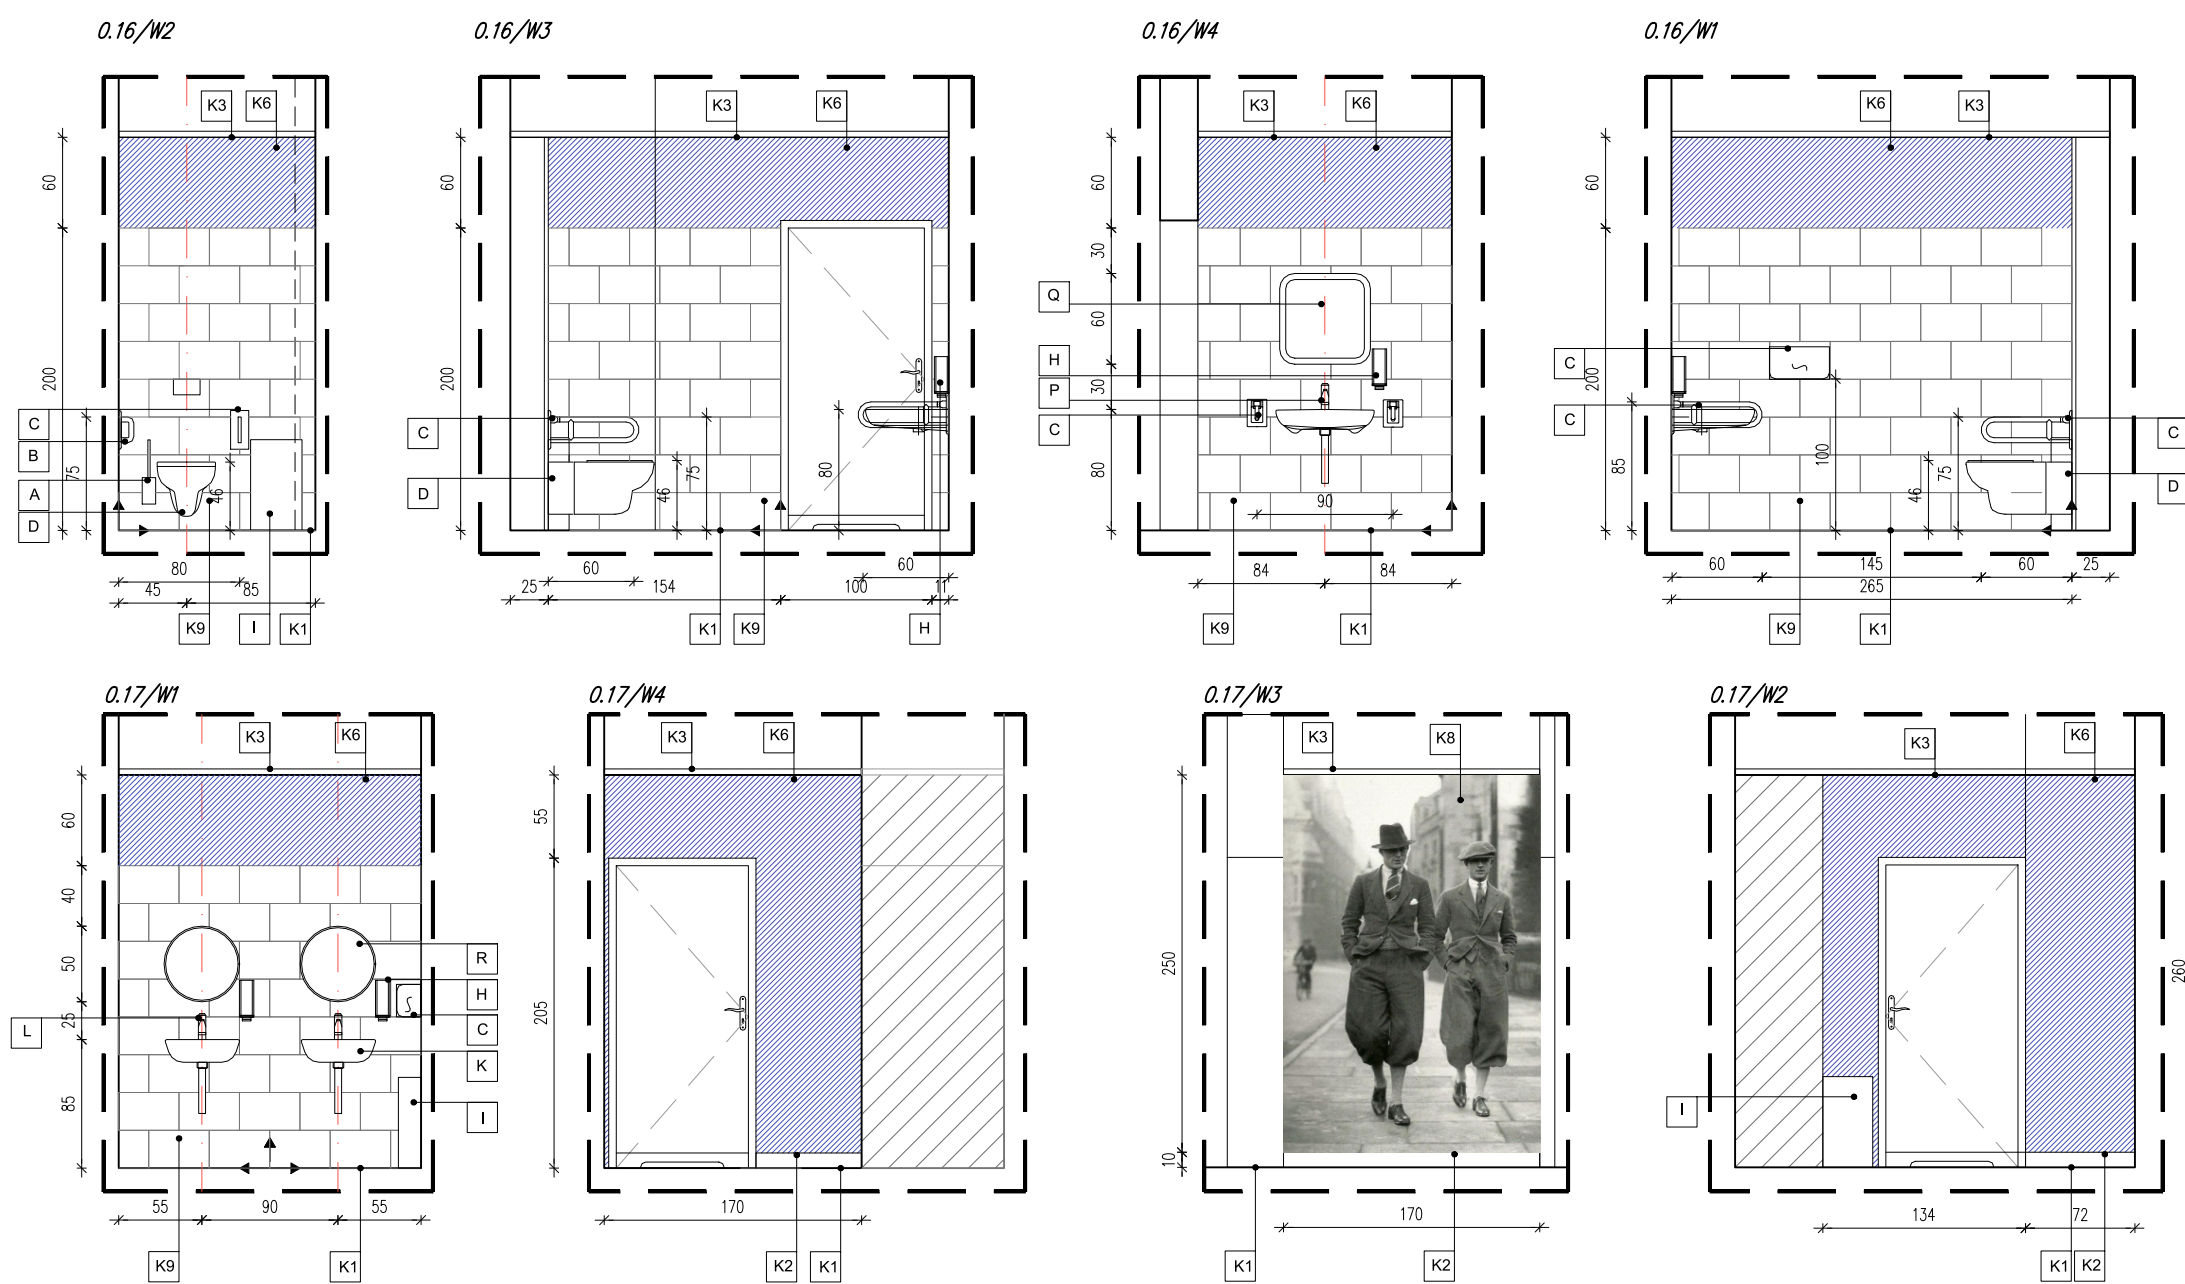 0.16/W2
0.16/W3
0.16/W4
0.16/W1
K3
K6
K3
K6
K3
K6
K6
K3
60
200
75
46
C
B
A
D
80
45
85
K9
I
K1
60
200
C
D
46
75
80
60
60
25
154
100
11
K1
K9
H
60
30
60
30
80
Q
H
P
C
90
84
84
K9
K1
60
200
85
C
C
100
46
75
C
D
60
145
60
25
265
K9
K1
0.17/W1
0.17/W4
0.17/W3
0.17/W2
K3
K6
K3
K6
K3
K8
K3
K6
60
40
50
25
85
L
R
H
C
K
I
55
90
55
K9
K1
55
205
170
K2
K1
250
10
170
K1
K2
I
260
134
72
K1
K2